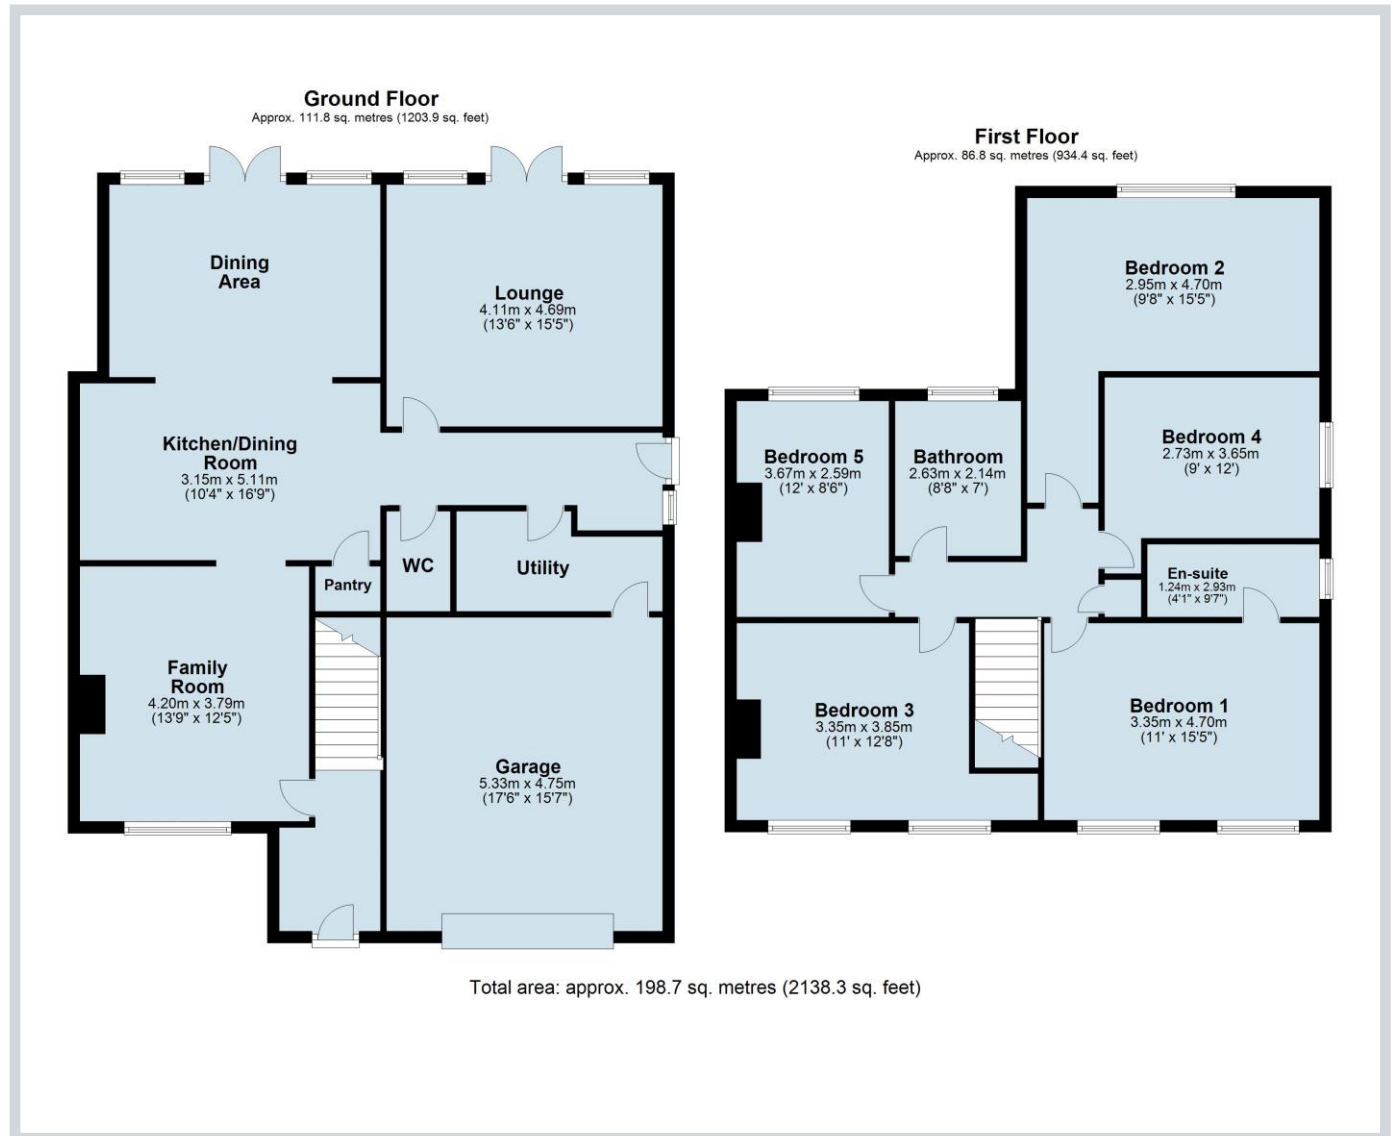 Ground Floor
Approx. 111.8 sq. metres (1203.9 sq. feet)
Dining
Area
Lounge
4.11m x 4.69m
(13'6" x 15'5")
Kitchen/Dining
Room
3.15m x 5.11m
(10'4" x 16'9")
WC
Utility
Pantry
Family
Room
4.20m x 3.79m
(13'9" x 12'5")
Garage
5.33m x 4.75m
(17'6" x 15'7")
First Floor
Approx. 86.8 sq. metres (934.4 sq. feet)
Bedroom 2
2.95m x 4.70m
(9'8" x 15'5")
Bedroom 4
2.73m x 3.65m
(9' x 12')
Bedroom 5
3.67m x 2.59m
(12' x 8'6")
Bathroom
2.63m x 2.14m
(8'8" x 7')
En-suite
1.24m x 2.93m
(4'1" x 9'7")
Bedroom 3
3.35m x 3.85m
(11' x 12'8")
Bedroom 1
3.35m x 4.70m
(11' x 15'5")
Total area: approx. 198.7 sq. metres (2138.3 sq. feet)